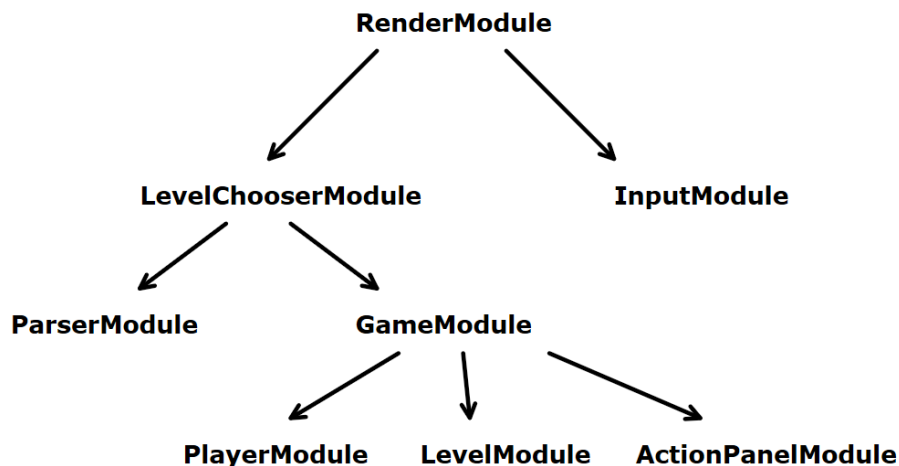 RenderModule
LevelChooserModule
InputModule
ParserModule
GameModule
PlayerModule
LevelModule
ActionPanelModule